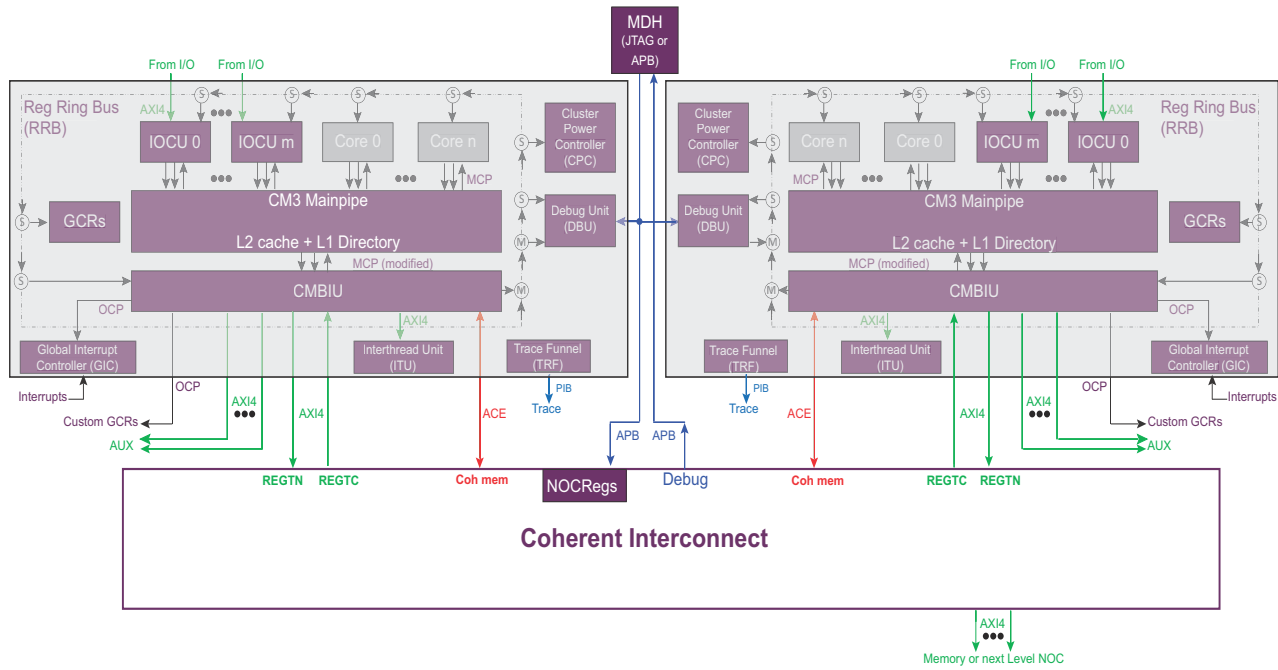 MDH
(JTAG or
APB)
From I/O
From I/O
From I/O
From I/O
Reg Ring Bus
(RRB)
AXI4
S
S
S
S
IOCU 0
IOCU m
Core 0
Core n
MCP
CM3 Mainpipe
L2 cache + L1 Directory
MCP (modified)
CMBIU
GCRs
S
S
S
S
M
M
Cluster
Power
Controller
(CPC)
Debug Unit
(DBU)
OCP
AXI4
Global Interrupt
Controller (GIC)
Interthread Unit
(ITU)
Trace Funnel
(TRF)
Interrupts
OCP
Custom GCRs
AUX
AXI4
AXI4
ACE
PIB
Trace
Reg Ring Bus
(RRB)
AXI4
S
S
S
S
Core n
Core 0
IOCU m
IOCU 0
MCP
CM3 Mainpipe
L2 cache + L1 Directory
MCP (modified)
CMBIU
GCRs
S
S
S
S
M
M
Cluster
Power
Controller
(CPC)
Debug Unit
(DBU)
OCP
AXI4
Trace Funnel
(TRF)
Interthread Unit
(ITU)
Global Interrupt
Controller (GIC)
PIB
Trace
ACE
AXI4
AXI4
OCP
Interrupts
Custom GCRs
AUX
APB
APB
REGTN
REGTC
Coh mem
NOCRegs
Debug
Coh mem
REGTC
REGTN
Coherent Interconnect
AXI4
Memory or next Level NOC